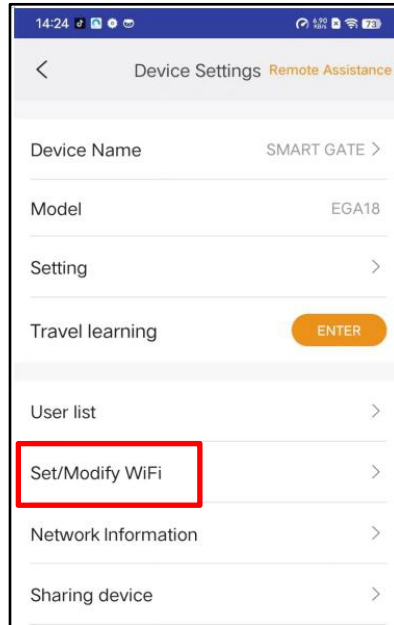 14:24
73
Device Settings Remote Assistance
Device Name SMART GATE
Model EGA18
Setting
Travel learning ENTER
User list
Set/Modify WiFi
Network Information
Sharing device